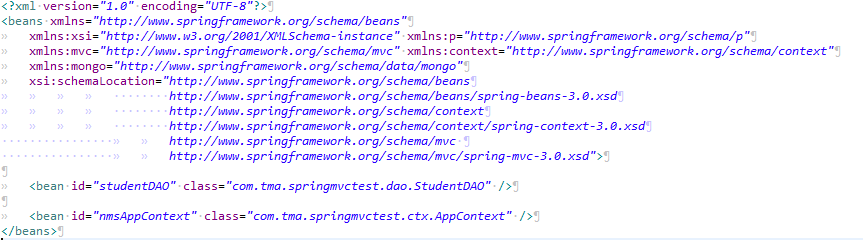 <?xml version="1.0" encoding="UTF-8"?>
<beans xmlns="http://www.springframework.org/schema/beans"
xmlns:xsi="http://www.w3.org/2001/XMLSchema-instance" xmlns:p="http://www.springframework.org/schema/p"
xmlns:mvc="http://www.springframework.org/schema/mvc" xmlns:context="http://www.springframework.org/schema/context"
xmlns:mongo="http://www.springframework.org/schema/data/mongo"
xsi:schemaLocation="http://www.springframework.org/schema/beans
http://www.springframework.org/schema/beans/spring-beans-3.0.xsd
http://www.springframework.org/schema/context
http://www.springframework.org/schema/context/spring-context-3.0.xsd
http://www.springframework.org/schema/mvc
http://www.springframework.org/schema/mvc/spring-mvc-3.0.xsd">
<bean id="studentDAO" class="com.tma.springmvctest.dao.StudentDAO" />
<bean id="nmsAppContext" class="com.tma.springmvctest.ctx.AppContext" />
</beans>